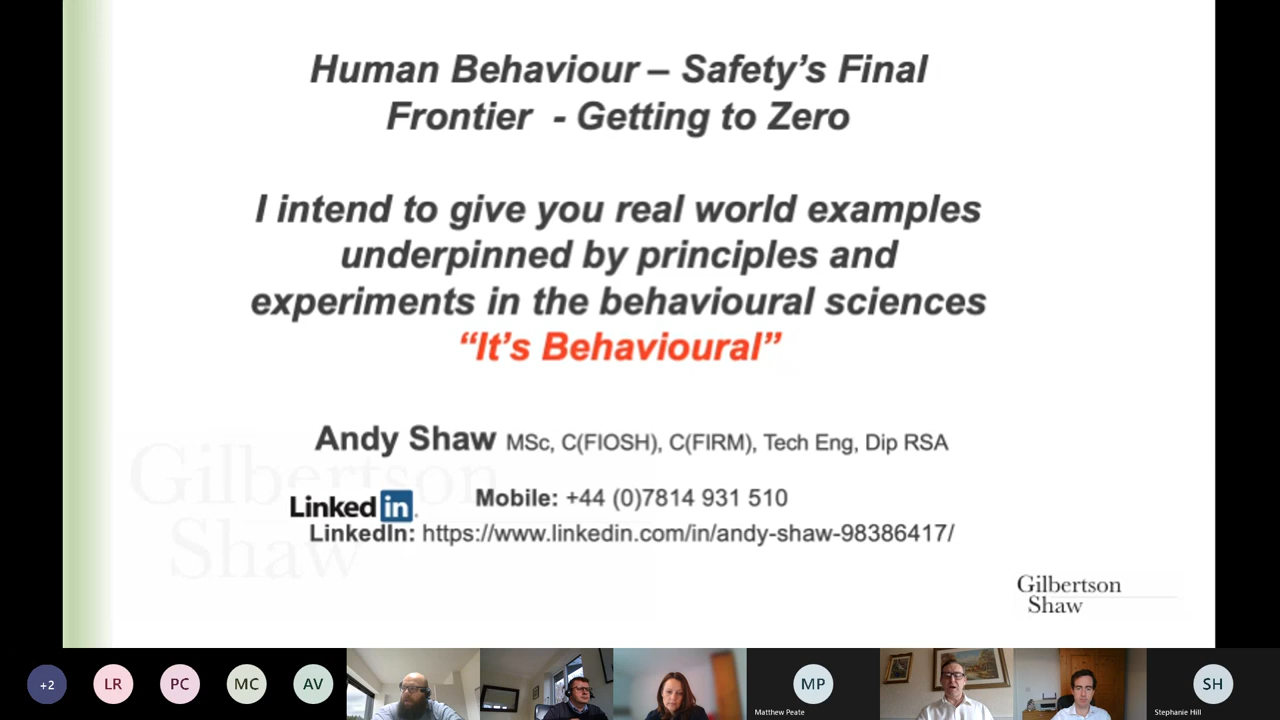 Human Behaviour – Safety’s Final
Frontier - Getting to Zero
I intend to give you real world examples
underpinned by principles and
experiments in the behavioural sciences
“It’s Behavioural”
Andy Shaw MSc, C(FIOSH), C(FIRM), Tech Eng, Dip RSA
Linked in
Mobile: +44 (0)7814 931 510
LinkedIn: https://www.linkedin.com/in/andy-shaw-98386417/
Gilbertson
Shaw
Gilbertson
Shaw
+2
LR
PC
MC
AV
MP
Matthew Peate
SH
Stephanie Hill